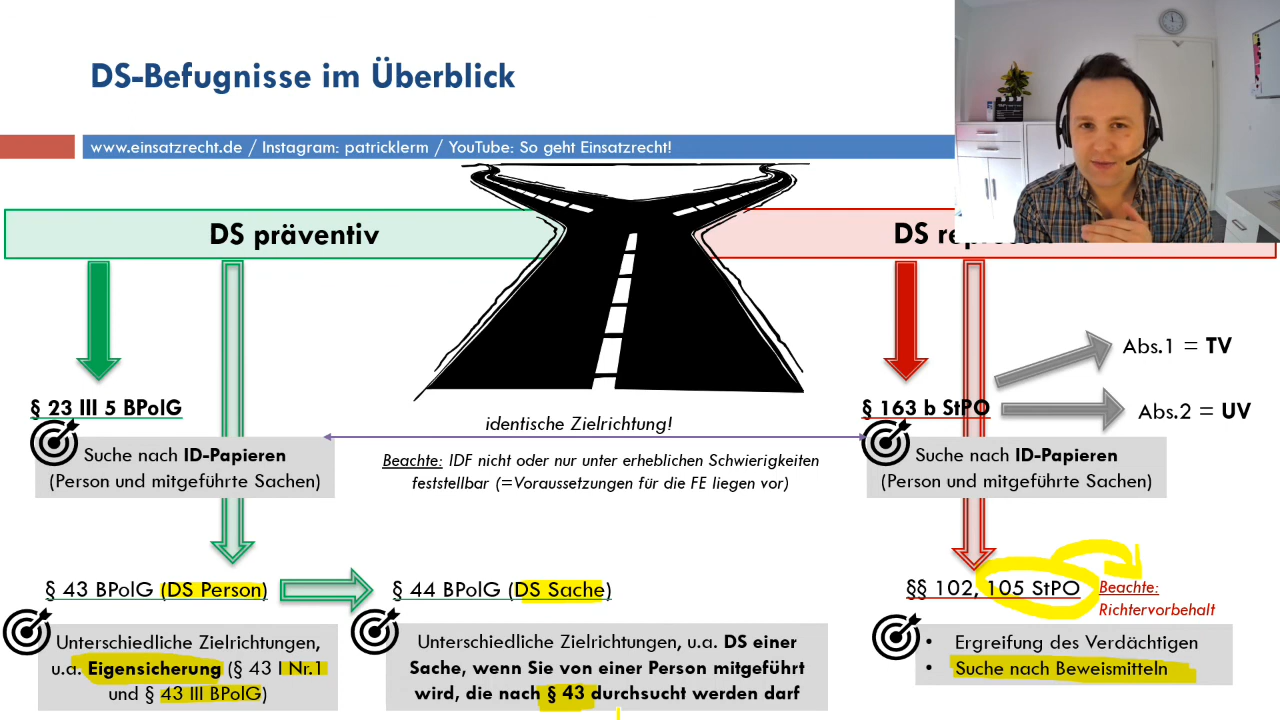 DS-Befugnisse im Überblick
www.einsatzrecht.de / Instagram: patricklerm / YouTube: So geht Einsatzrecht!
DS präventiv
DS
§ 23 III 5 BPolG
Suche nach ID-Papieren
(Person und mitgeführte Sachen)
identische Zielrichtung!
Beachte: IDF nicht oder nur unter erheblichen Schwierigkeiten
feststellbar (=Voraussetzungen für die FE liegen vor)
§ 163 b StPO
Abs.1 = TV
Abs.2 = UV
Suche nach ID-Papieren
(Person und mitgeführte Sachen)
§ 43 BPolG (DS Person)
Unterschiedliche Zielrichtungen,
u.a. Eigensicherung (§ 43 I Nr.1
und § 43 III BPolG)
§ 44 BPolG (DS Sache)
Unterschiedliche Zielrichtungen, u.a. DS einer
Sache, wenn Sie von einer Person mitgeführt
wird, die nach § 43 durchsucht werden darf
§§ 102, 105 StPO
Beachte:
Richtervorbehalt
• Ergreifung des Verdächtigen
• Suche nach Beweismitteln